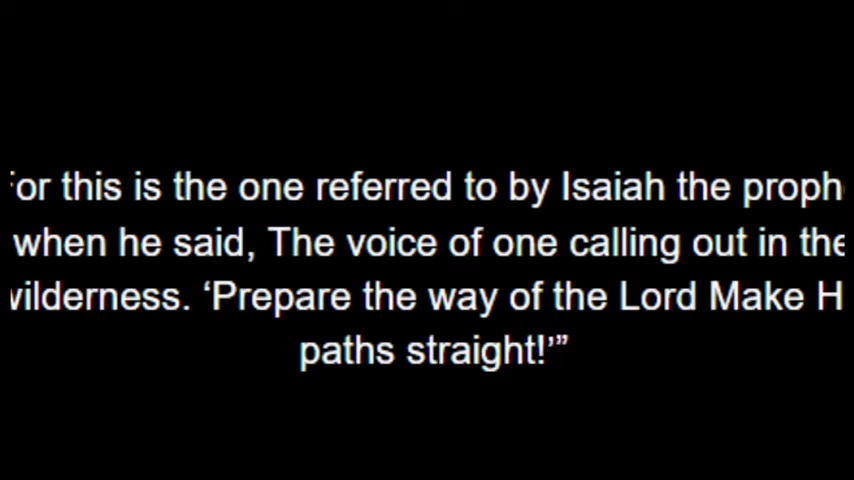 or this is the one referred to by Isaiah the proph
when he said, The voice of one calling out in the
wilderness. ‘Prepare the way of the Lord Make H
paths straight!’”